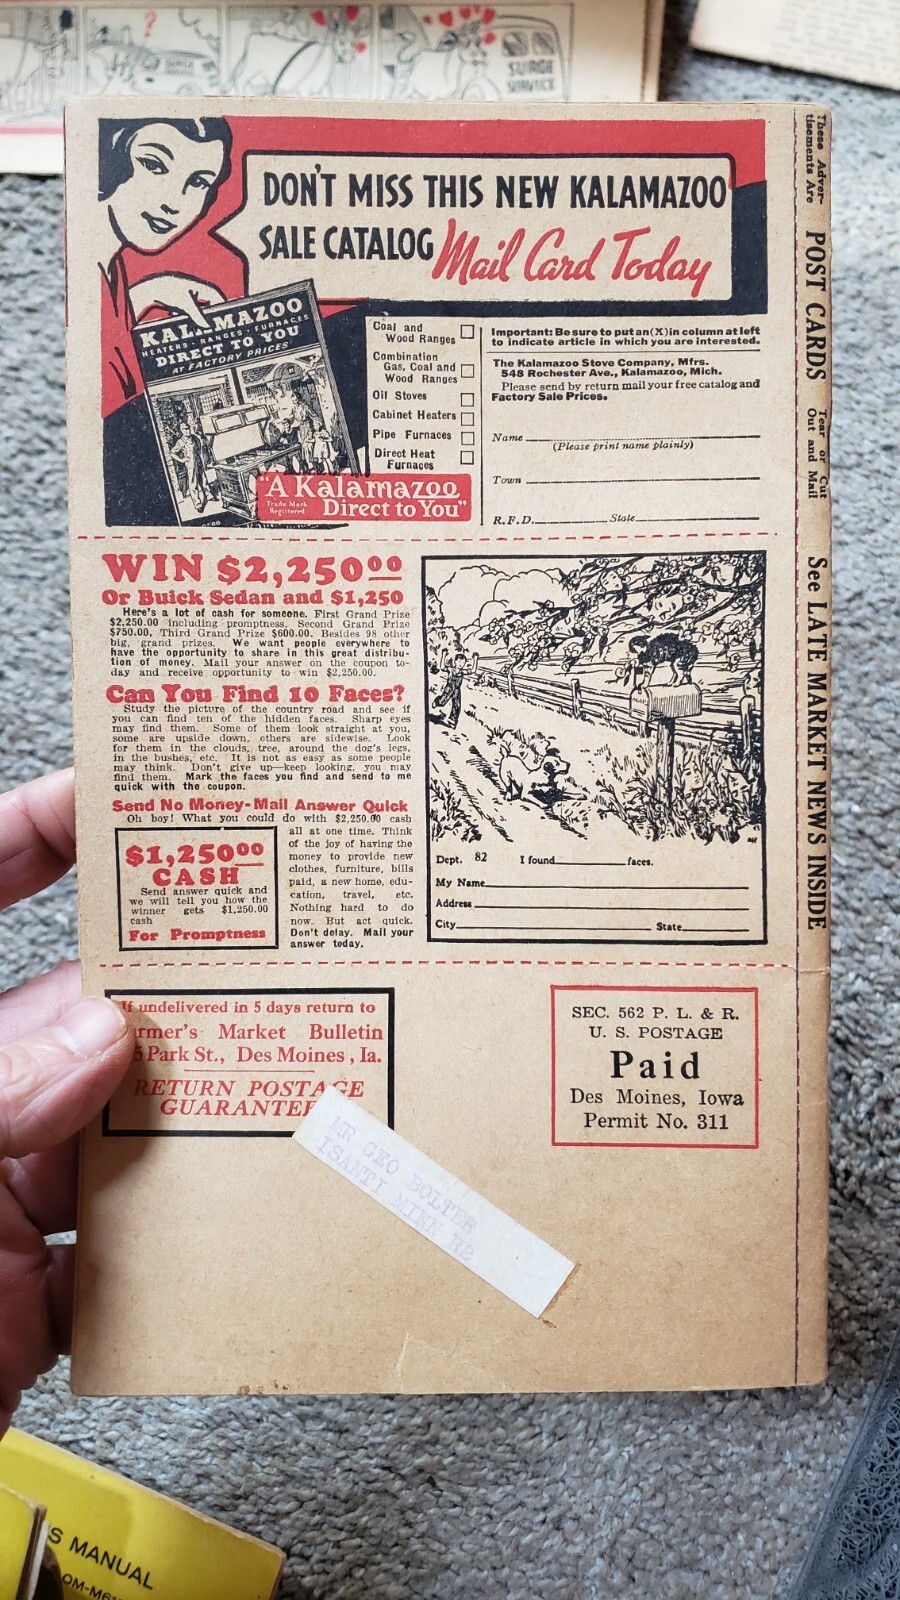 ?
SURGE
SERVICE
DON'T MISS THIS NEW KALAMAZOO
SALE CATALOG Mail Card Today
KALAMAZOO
HEATERS · RANGES · FURNACES
DIRECT TO YOU
AT FACTORY PRICES
"A Kalamazoo
Trade Mark
Registered
Direct to You"
Coal and
Wood Ranges
Combination
Gas, Coal and
Wood Ranges
Oil Stoves
Cabinet Heaters
Pipe Furnaces
Direct Heat
Furnaces
Important: Be sure to put an (X) in column at left
to indicate article in which you are interested.
The Kalamazoo Stove Company, Mfrs.
548 Rochester Ave., Kalamazoo, Mich.
Please send by return mail your free catalog and
Factory Sale Prices.
Name
(Please print name plainly)
Town
R.F.D. State
These Adver-
tisements Are
POST CARDS
Tear or Cut
Out and Mail
See LATE MARKET NEWS INSIDE
WIN $2,250.00
Or Buick Sedan and $1,250
Here's a lot of cash for someone. First Grand Prize
$2,250.00 including promptness. Second Grand Prize
$750.00, Third Grand Prize $600.00. Besides 98 other
big, grand prizes. We want people everywhere to
have the opportunity to share in this great distribu-
tion of money. Mail your answer on the coupon to-
day and receive opportunity to win $2,250.00.
Can You Find 10 Faces?
Study the picture of the country road and see if
you can find ten of the hidden faces. Sharp eyes
may find them. Some of them look straight at you,
some are upside down, others are sidewise. Look
for them in the clouds, tree, around the dog's legs,
in the bushes, etc. It is not as easy as some people
may think. Don't give up—keep looking, you may
find them. Mark the faces you find and send to me
quick with the coupon.
Send No Money-Mail Answer Quick
Oh boy! What you could do with $2,250.00 cash
all at one time. Think
of the joy of having the
money to provide new
clothes, furniture, bills
paid, a new home, edu-
cation, travel, etc.
Nothing hard to do
now. But act quick.
Don't delay. Mail your
answer today.
$1,250.00
CASH
Send answer quick and
we will tell you how the
winner gets $1,250.00
cash
For Promptness
Dept. 82 I found faces.
My Name
Address
City State
If undelivered in 5 days return to
rmer's Market Bulletin
5 Park St., Des Moines, Ia.
RETURN POSTAGE
GUARANTEE
SEC. 562 P. L. & R.
U. S. POSTAGE
Paid
Des Moines, Iowa
Permit No. 311
MR GEO BOLTER
ISANTI MINN R2
S MANUAL